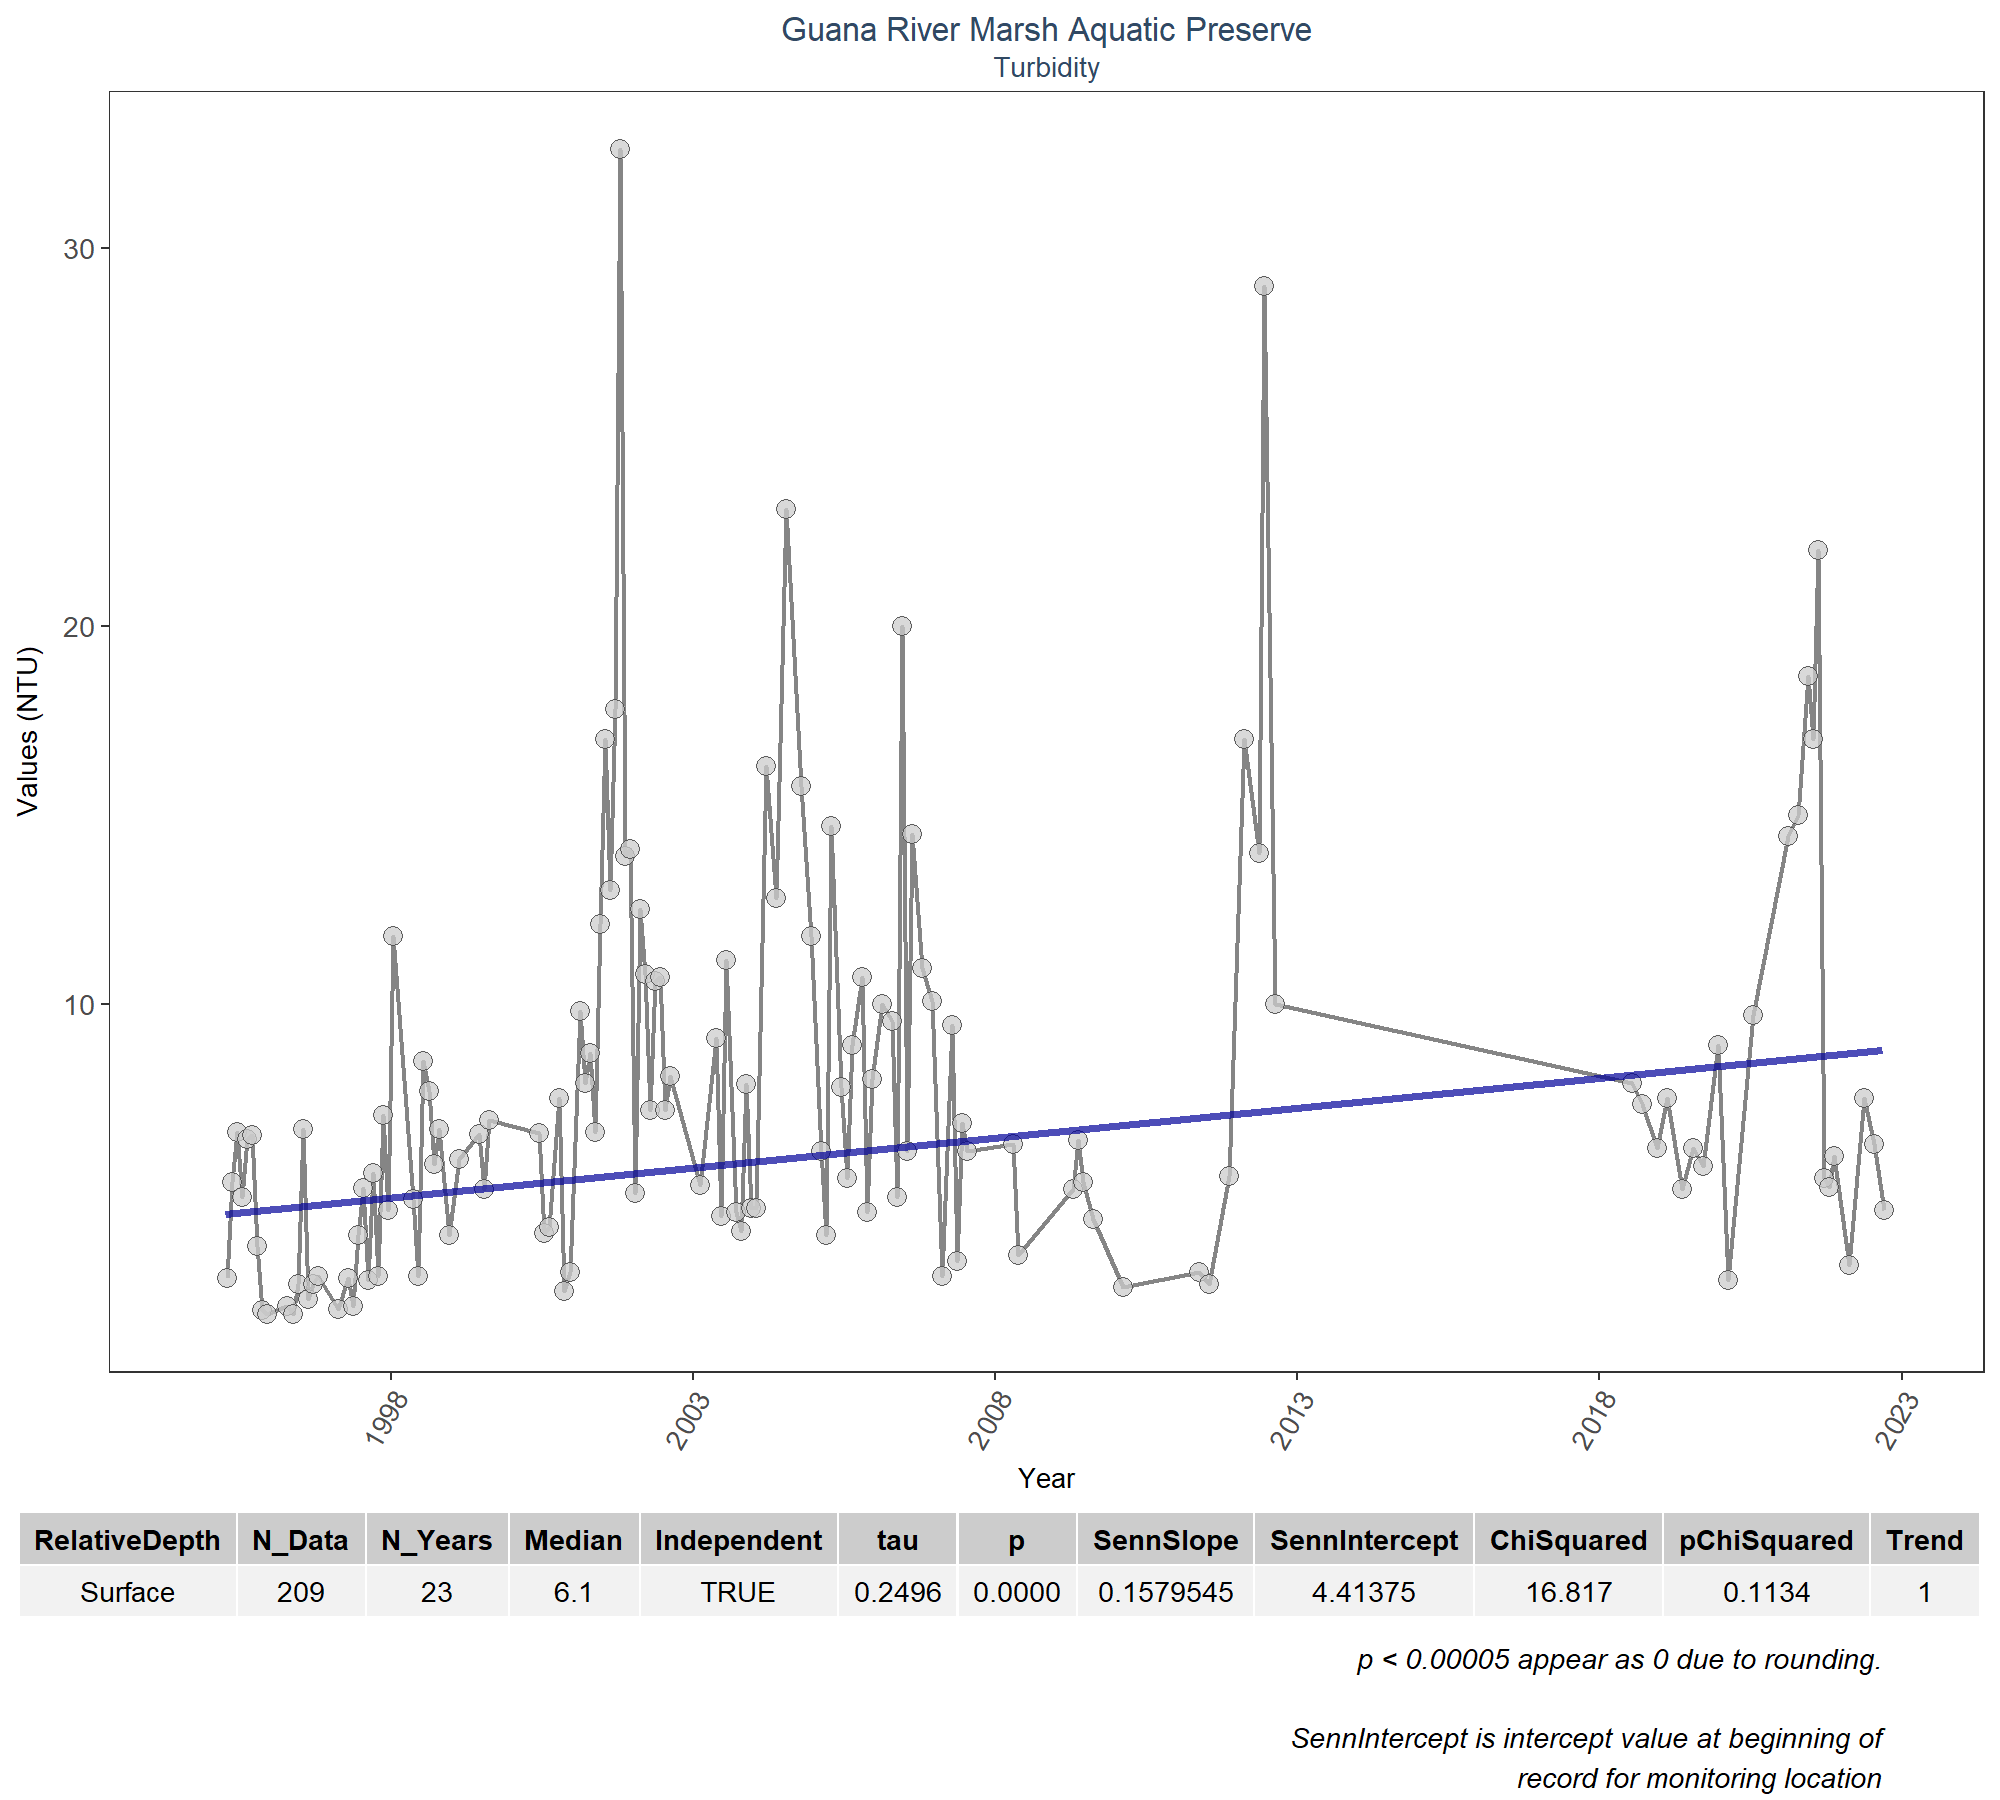 Guana River Marsh Aquatic Preserve
Turbidity
Values (NTU)
30
20
10
1998
2003
2008
2013
2018
2023
Year
RelativeDepth N_Data N_Years Median Independent tau p SennSlope SennIntercept ChiSquared pChiSquared Trend
Surface 209 23 6.1 TRUE 0.2496 0.0000 0.1579545 4.41375 16.817 0.1134 1
p < 0.00005 appear as 0 due to rounding.
SennIntercept is intercept value at beginning of
record for monitoring location